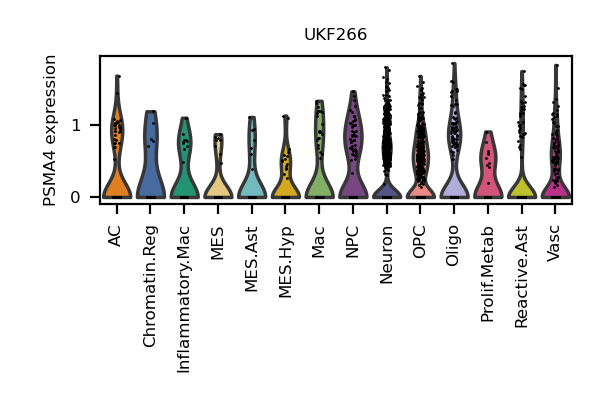 UKF266
PSMA4 expression
1
0
AC
Chromatin.Reg
Inflammatory.Mac
MES
MES.Ast
MES.Hyp
Mac
NPC
Neuron
OPC
Oligo
Prolif.Metab
Reactive.Ast
Vasc